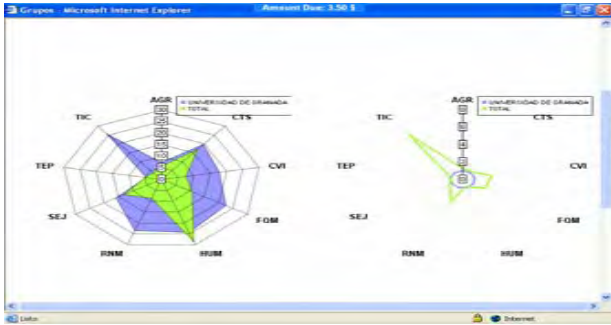 Grupos - Microsoft Internet Explorer
Amount Due: 3.50 $
AGR
UNIVERSIDAD DE GRANADA
TOTAL
CTS
CVI
FQM
HUM
RNM
SEJ
TEP
TIC
AGR
UNIVERSIDAD DE GRANADA
TOTAL
CTS
CVI
FQM
HUM
RNM
SEJ
TEP
TIC
Listo
Internet